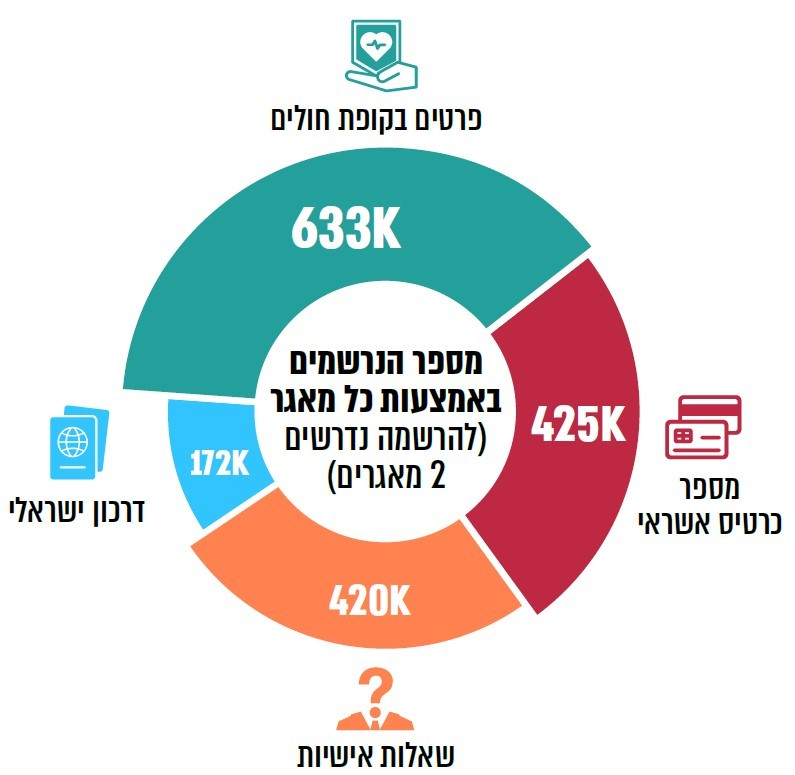 פרטים בקופת חולים
633K
מספר הנרשמים
באמצעות כל מאגר
(להרשמה נדרשים
2 מאגרים)
425K
מספר
כרטיס אשראי
172K
דרכון ישראלי
420K
שאלות אישיות